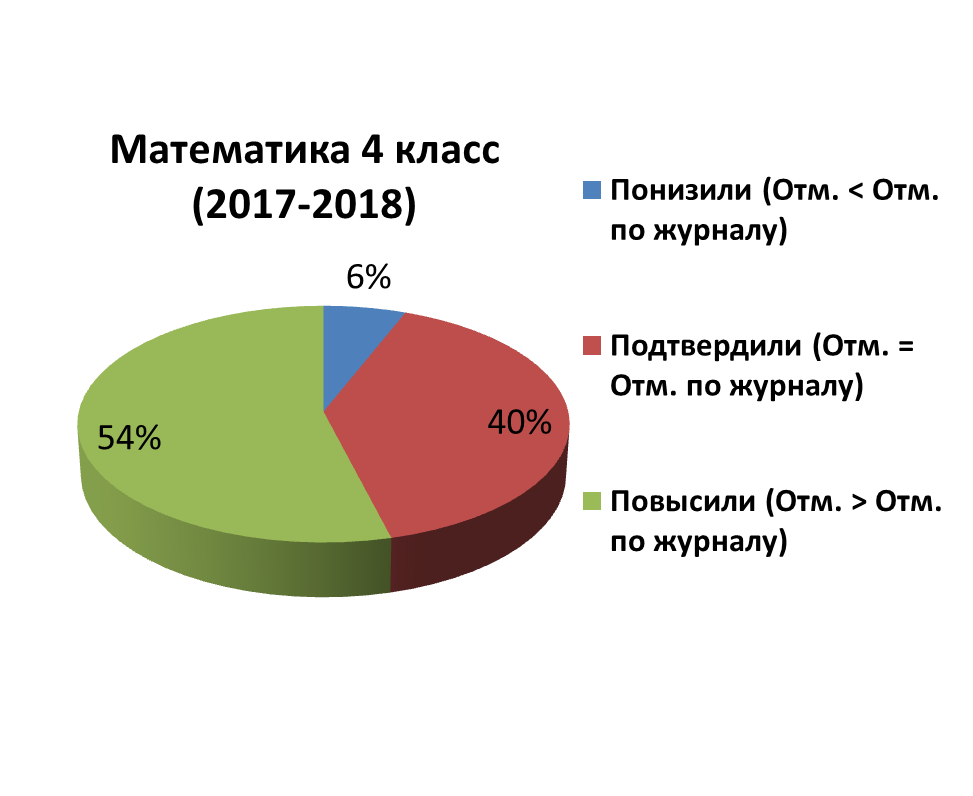 Математика 4 класс
(2017-2018)
6%
40%
54%
Понизили (Отм. < Отм.
по журналу)
Подтвердили (Отм. =
Отм. по журналу)
Повысили (Отм. > Отм.
по журналу)